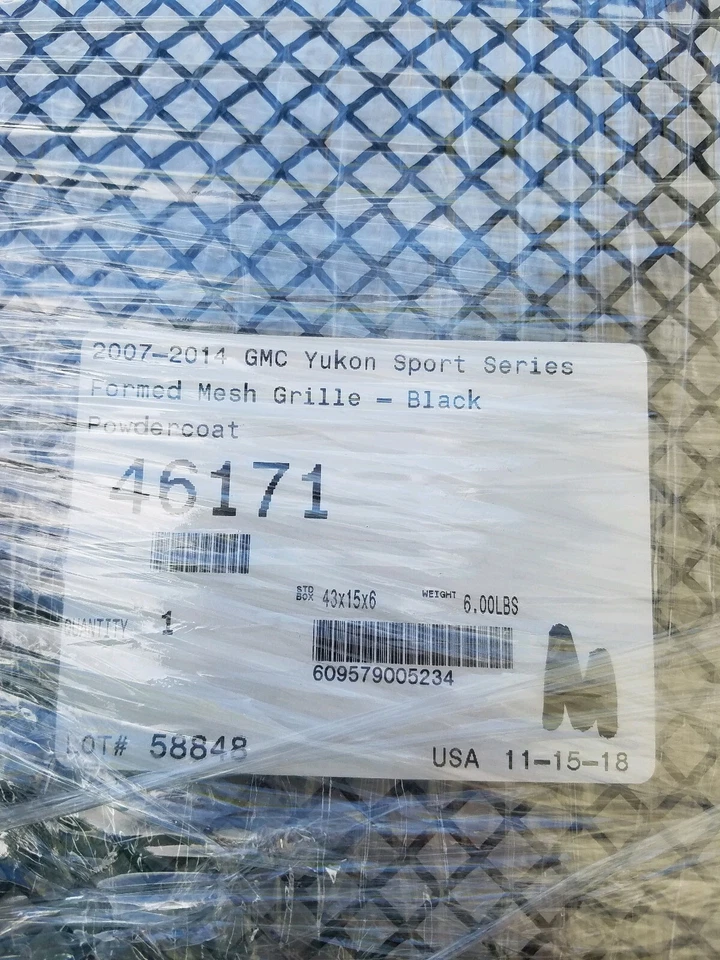 2007-2014 GMC Yukon Sport Series
Formed Mesh Grille - Black
Powdercoat
46171
STD BOX 43x15x6 WEIGHT 6.00LBS
QUANTITY 1
609579005234
M
LOT# 58848
USA 11-15-18